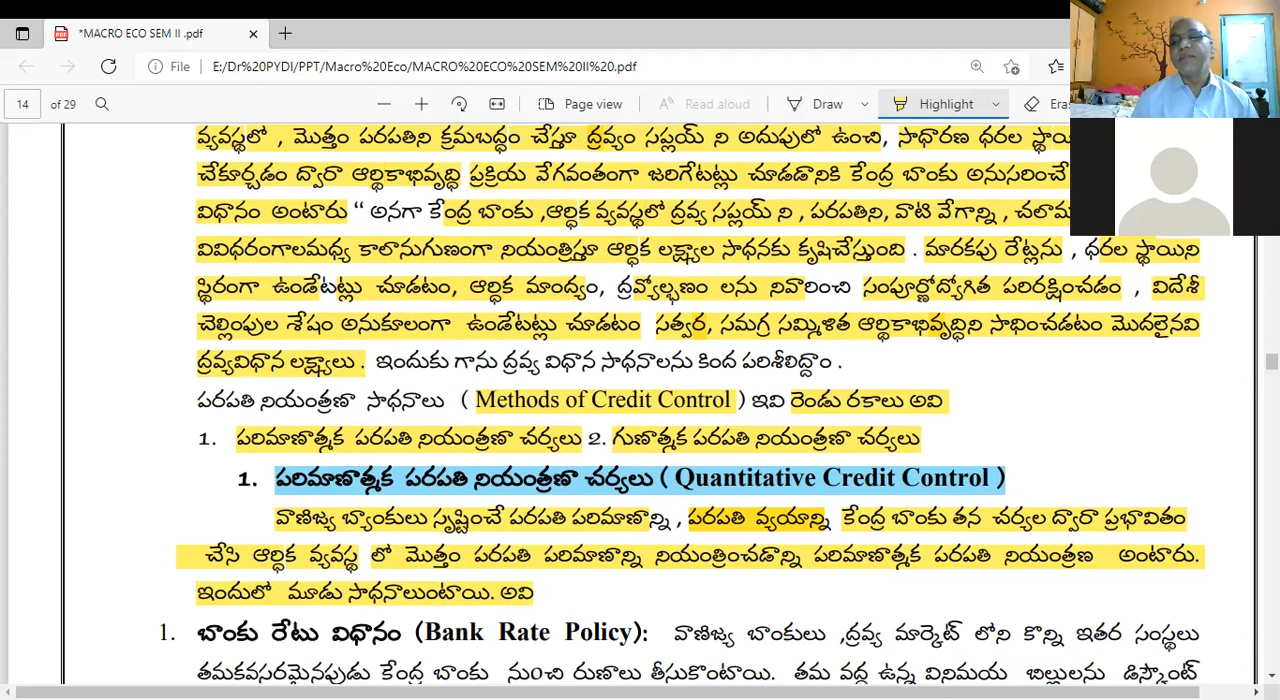 *MACRO ECO SEM II .pdf
File E:/Dr%20PYDI/PPT/Macro%20Eco/MACRO%20ECO%20SEM%20II%20.pdf
14 of 29 Page view Read aloud Draw Highlight Era
వ్యవస్థలో , మొత్తం పరపతిని క్రమబద్ధం చేస్తూ ద్రవ్యం సప్లయ్ ని అదుపులో ఉంచి, సాధారణ ధరల స్థాయి
చేకూర్చడం ద్వారా ఆర్థికాభివృద్ధి ప్రక్రియ వేగవంతంగా జరిగేటట్లు చూడడానికి కేంద్ర బాంకు అనుసరించే
విధానం అంటారు “ అనగా కేంద్ర బాంకు ,ఆర్థిక వ్యవస్థలో ద్రవ్య సప్లయ్ ని , పరపతిని, వాటి వేగాన్ని , చలామ
వివిధరంగాలమధ్య కాలానుగుణంగా నియంత్రిస్తూ ఆర్థిక లక్ష్యాల సాధనకు కృషిచేస్తుంది . మారకపు రేట్లను , ధరల స్థాయిని
స్థిరంగా ఉండేటట్లు చూడటం, ఆర్థిక మాంద్యం, ద్రవ్యోల్బణం లను నివారించి సంపూర్ణోద్యోగిత పరిరక్షించడం , విదేశీ
చెల్లింపుల శేషం అనుకూలంగా ఉండేటట్లు చూడటం సత్వర, సమగ్ర సమ్మిళిత ఆర్థికాభివృద్ధిని సాధించడటం మొదలైనవి
ద్రవ్యవిధాన లక్ష్యాలు . ఇందుకు గాను ద్రవ్య విధాన సాధనాలను కింద పరిశీలిద్దాం .
పరపతి నియంత్రణా సాధనాలు ( Methods of Credit Control ) ఇవి రెండు రకాలు అవి
1. పరిమాణాత్మక పరపతి నియంత్రణా చర్యలు 2. గుణాత్మక పరపతి నియంత్రణా చర్యలు
1. పరిమాణాత్మక పరపతి నియంత్రణా చర్యలు ( Quantitative Credit Control )
వాణిజ్య బ్యాంకులు సృష్టించే పరపతి పరిమాణాన్ని , పరపతి వ్యయాన్ని కేంద్ర బాంకు తన చర్యల ద్వారా ప్రభావితం
చేసి ఆర్థిక వ్యవస్థ లో మొత్తం పరపతి పరిమాణాన్ని నియంత్రించడాన్ని పరిమాణాత్మక పరపతి నియంత్రణ అంటారు.
ఇందులో మూడు సాధనాలుంటాయి. అవి
1. బాంకు రేటు విధానం (Bank Rate Policy): వాణిజ్య బాంకులు ,ద్రవ్య మార్కెట్ లోని కొన్ని ఇతర సంస్థలు
తమకవసరమైనపుడు కేంద్ర బాంకు నుంచి రుణాలు తీసుకొంటాయి. తమ వద్ద ఉన్న వినిమయ బిల్లులను డిస్కౌంట్